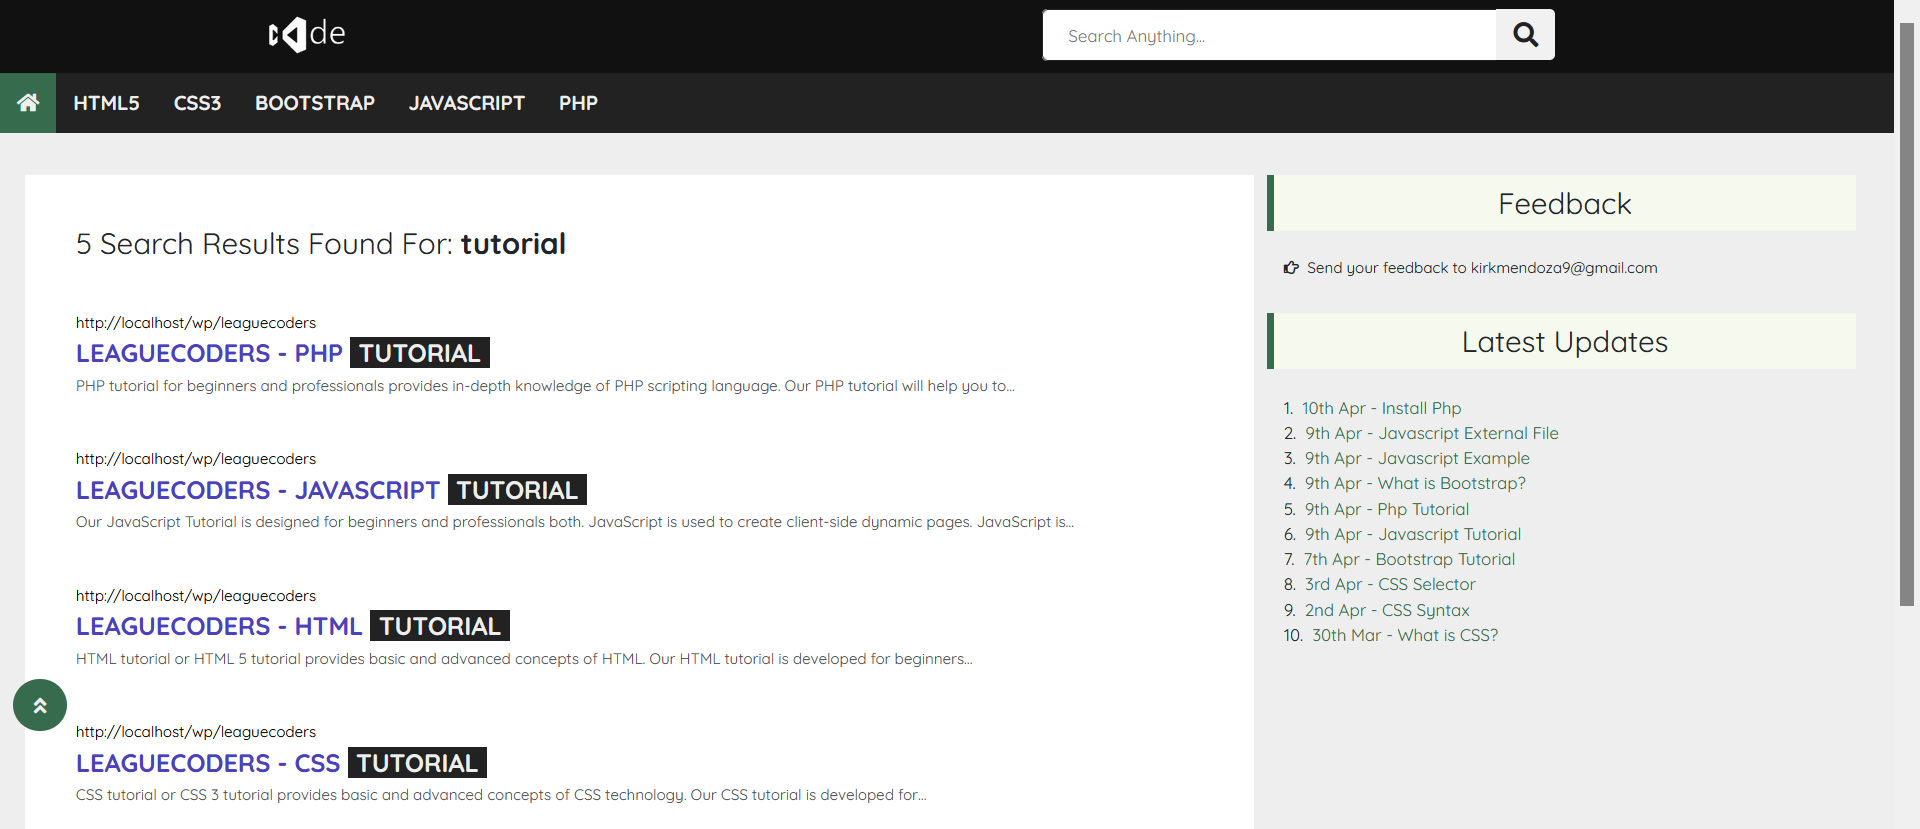 de
Search Anything...
HTML5 CSS3 BOOTSTRAP JAVASCRIPT PHP
5 Search Results Found For: tutorial
http://localhost/wp/leaguecoders
LEAGUECODERS - PHP TUTORIAL
PHP tutorial for beginners and professionals provides in-depth knowledge of PHP scripting language. Our PHP tutorial will help you to...
http://localhost/wp/leaguecoders
LEAGUECODERS - JAVASCRIPT TUTORIAL
Our JavaScript Tutorial is designed for beginners and professionals both. JavaScript is used to create client-side dynamic pages. JavaScript is...
http://localhost/wp/leaguecoders
LEAGUECODERS - HTML TUTORIAL
HTML tutorial or HTML 5 tutorial provides basic and advanced concepts of HTML. Our HTML tutorial is developed for beginners...
http://localhost/wp/leaguecoders
LEAGUECODERS - CSS TUTORIAL
CSS tutorial or CSS 3 tutorial provides basic and advanced concepts of CSS technology. Our CSS tutorial is developed for...
Feedback
Send your feedback to kirkmendoza9@gmail.com
Latest Updates
1. 10th Apr - Install Php
2. 9th Apr - Javascript External File
3. 9th Apr - Javascript Example
4. 9th Apr - What is Bootstrap?
5. 9th Apr - Php Tutorial
6. 9th Apr - Javascript Tutorial
7. 7th Apr - Bootstrap Tutorial
8. 3rd Apr - CSS Selector
9. 2nd Apr - CSS Syntax
10. 30th Mar - What is CSS?